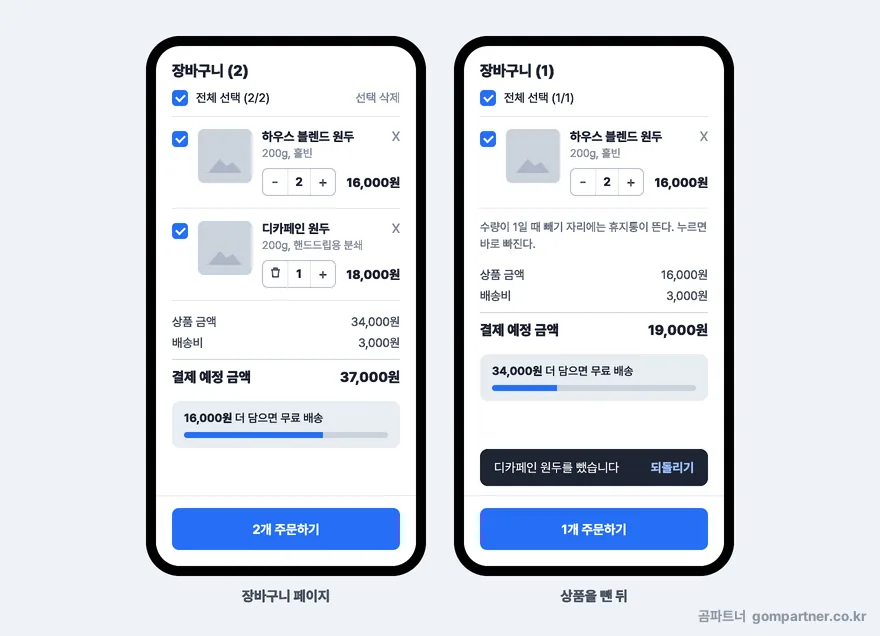 장바구니 (2)
전체 선택 (2/2) 선택 삭제
하우스 블렌드 원두 X
200g, 홀빈
- 2 + 16,000원
디카페인 원두 X
200g, 핸드드립용 분쇄
1 + 18,000원
상품 금액 34,000원
배송비 3,000원
결제 예정 금액 37,000원
16,000원 더 담으면 무료 배송
2개 주문하기
장바구니 페이지
장바구니 (1)
전체 선택 (1/1)
하우스 블렌드 원두 X
200g, 홀빈
- 2 + 16,000원
수량이 1일 때 빼기 자리에는 휴지통이 뜬다. 누르면
바로 빠진다.
상품 금액 16,000원
배송비 3,000원
결제 예정 금액 19,000원
34,000원 더 담으면 무료 배송
디카페인 원두를 뺐습니다 되돌리기
1개 주문하기
상품을 뺀 뒤
곰파트너 gompartner.co.kr